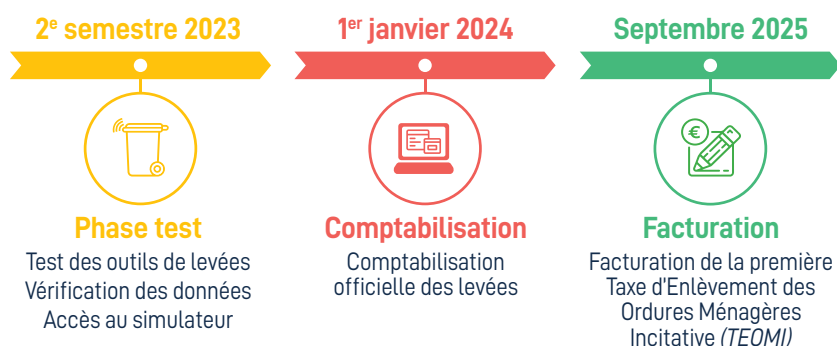 2e semestre 2023
Phase test
Test des outils de levées
Vérification des données
Accès au simulateur
1er janvier 2024
Comptabilisation
Comptabilisation
officielle des levées
Septembre 2025
€
Facturation
Facturation de la première
Taxe d'Enlèvement des
Ordures Ménagères
Incitative (TEOMI)